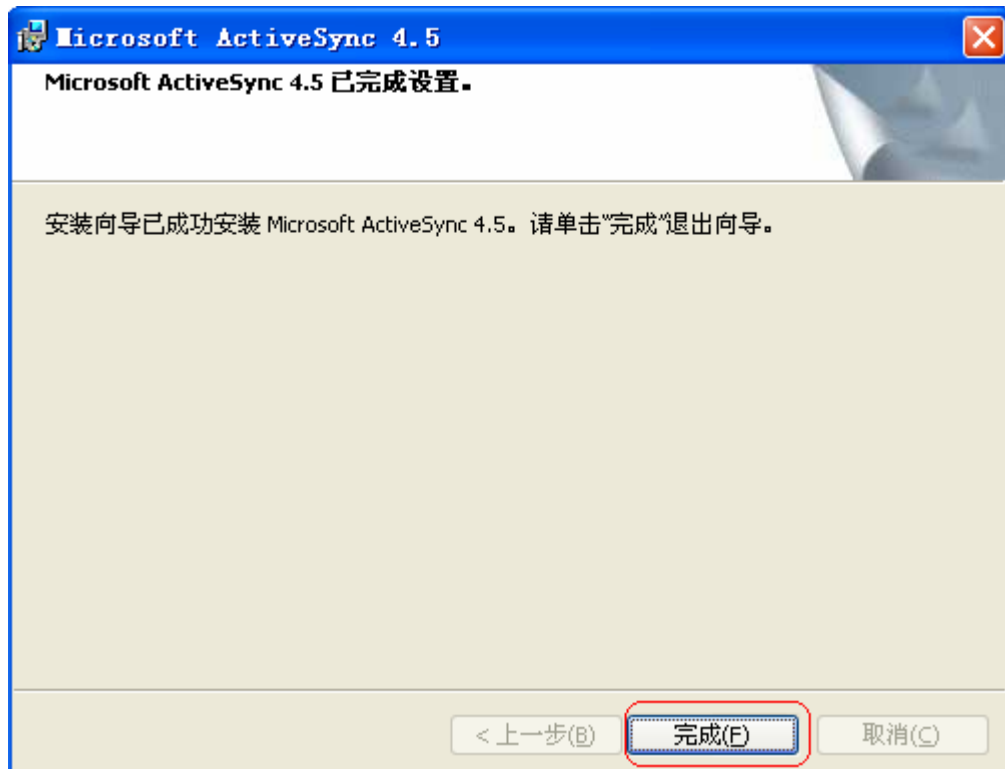 Microsoft ActiveSync 4.5
Microsoft ActiveSync 4.5 已完成设置。
安装向导已成功安装 Microsoft ActiveSync 4.5。请单击"完成"退出向导。
< 上一步(B)
完成(F)
取消(C)